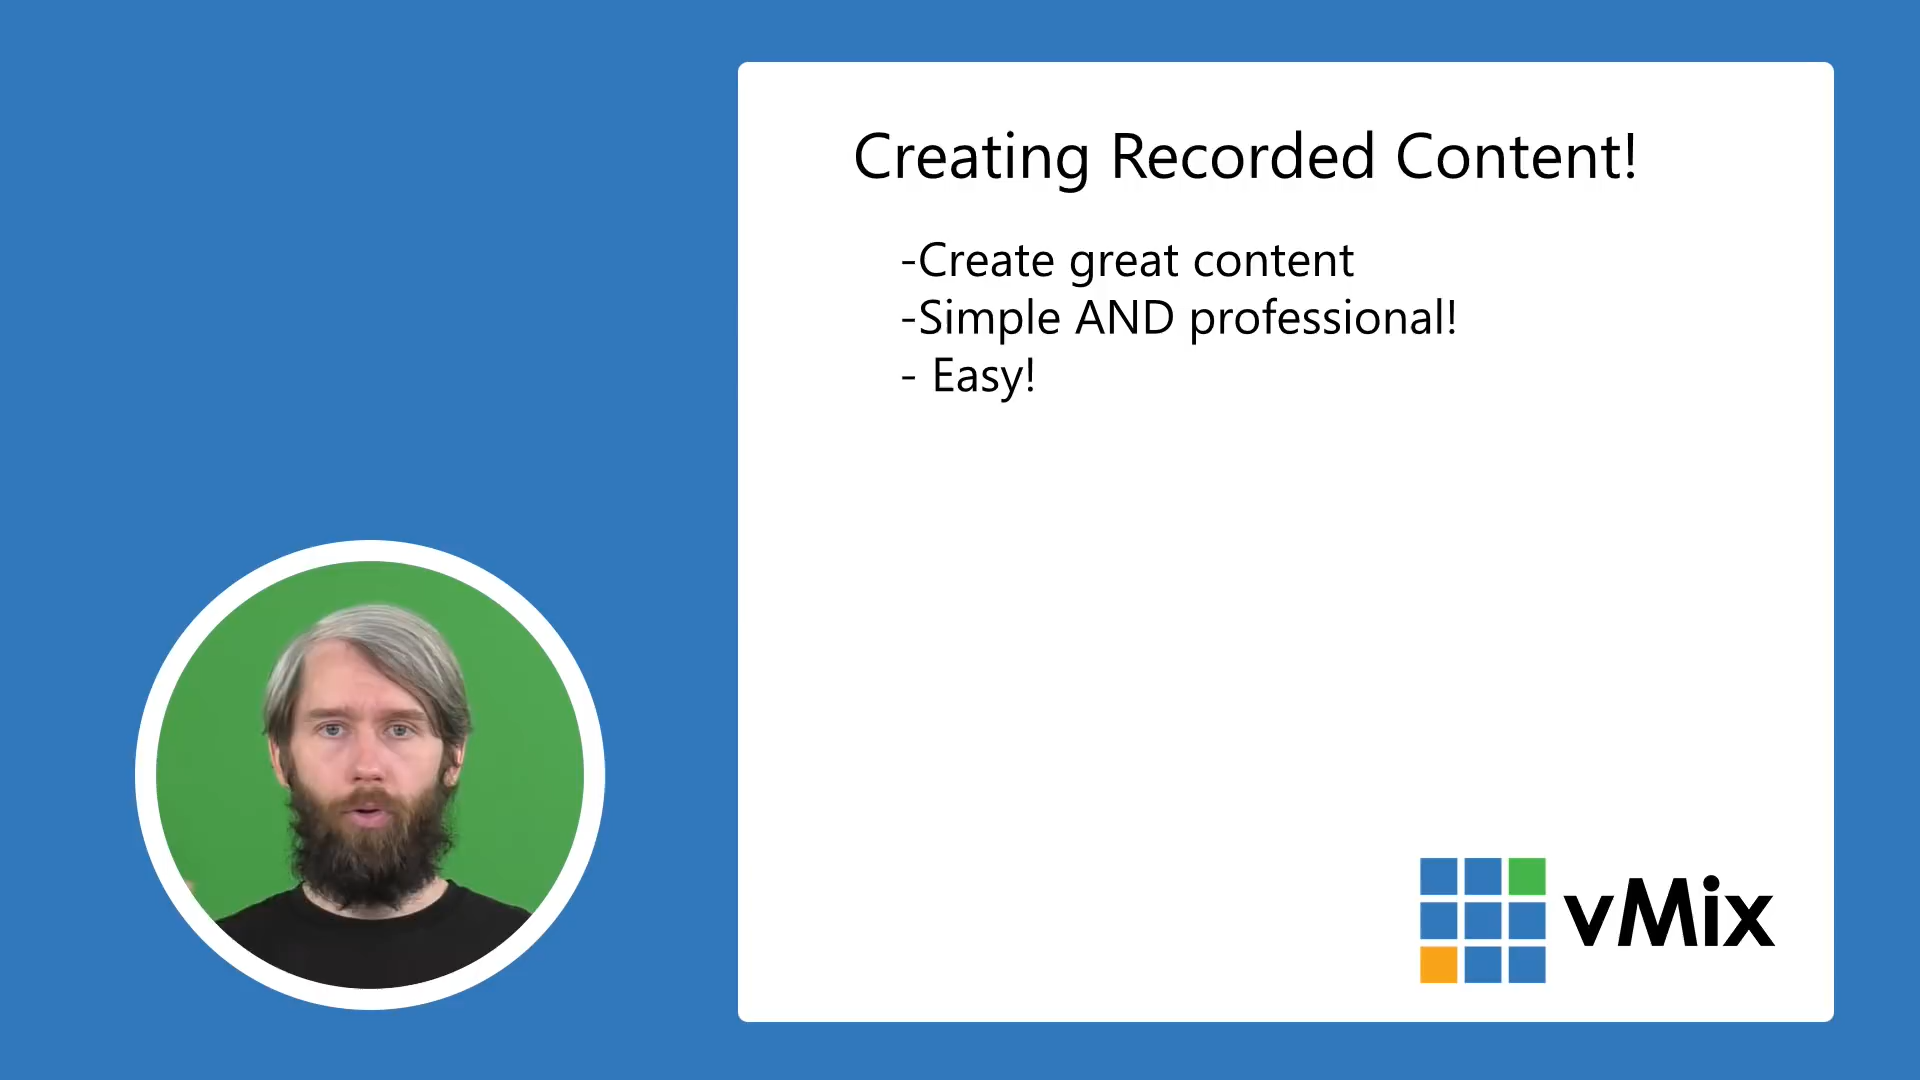 Creating Recorded Content!
-Create great content
-Simple AND professional!
- Easy!
vMix